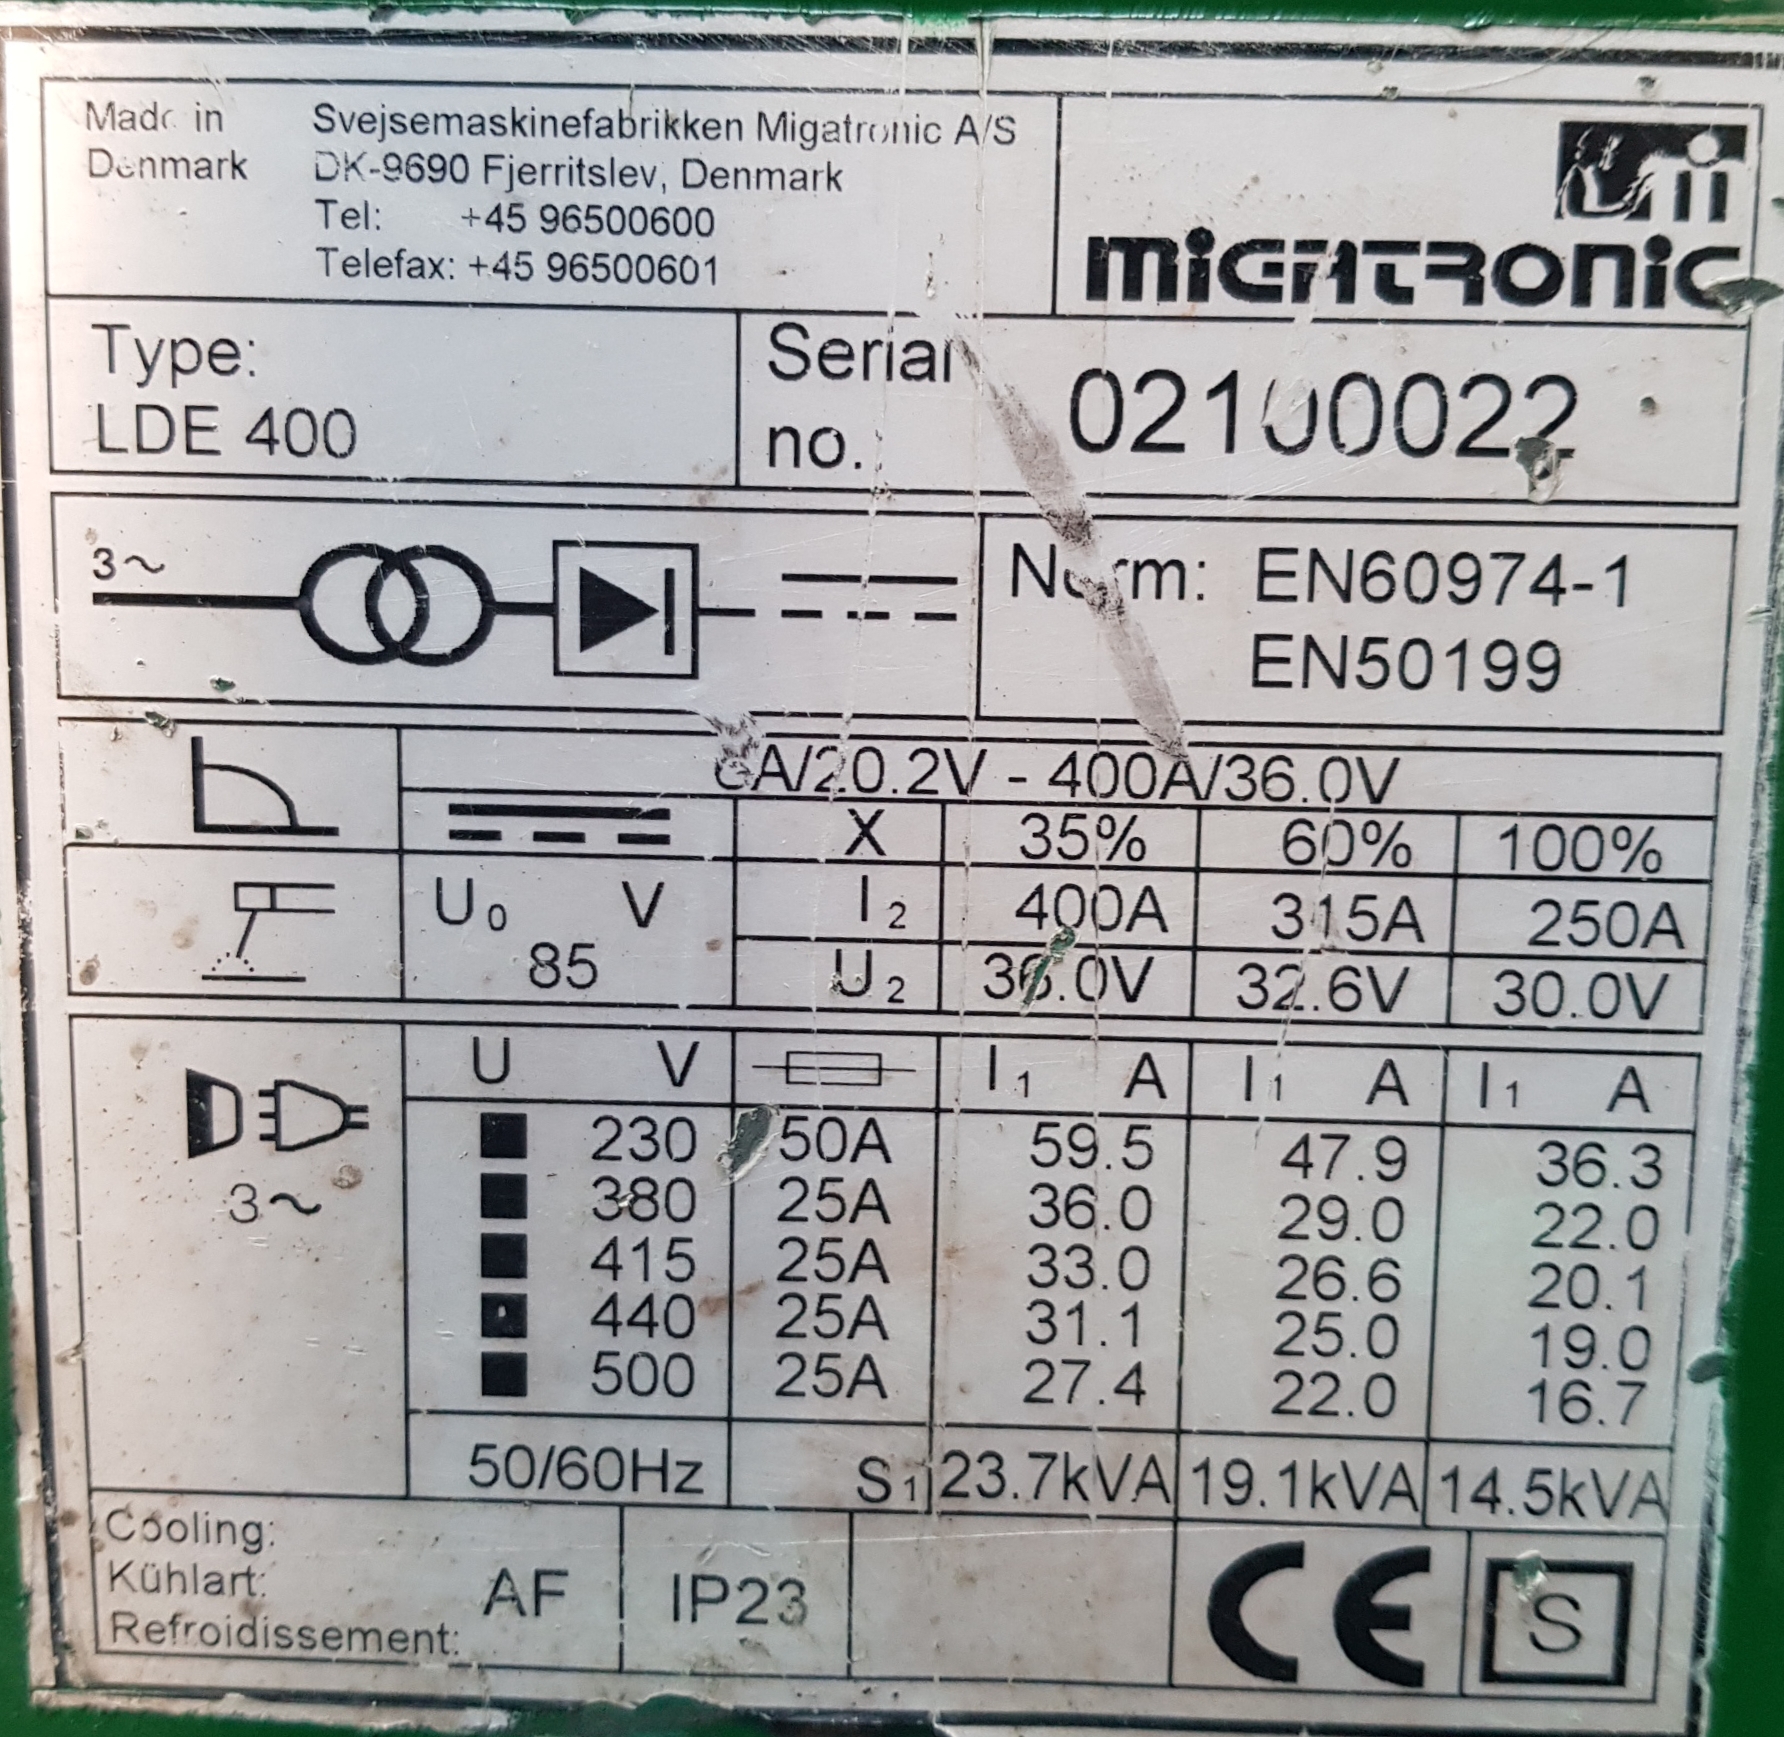 Made in
Denmark
Svejsemaskinefabrikken Migatronic A/S
DK-9690 Fjerritslev, Denmark
Tel: +45 96500600
Telefax: +45 96500601
MIGATRONIC
Type:
LDE 400
Serial
no.
02100022
3~
Norm: EN60974-1
EN50199
A/20.2V - 400A/36.0V
X 35% 60% 100%
U0 V
85
I2 400A 315A 250A
U2 36.0V 32.6V 30.0V
3~
U V I1 A I1 A I1 A
230 50A 59.5 47.9 36.3
380 25A 36.0 29.0 22.0
415 25A 33.0 26.6 20.1
440 25A 31.1 25.0 19.0
500 25A 27.4 22.0 16.7
50/60Hz S1 23.7kVA 19.1kVA 14.5kVA
Cooling:
Kühlart:
Refroidissement:
AF
IP23
CE
S